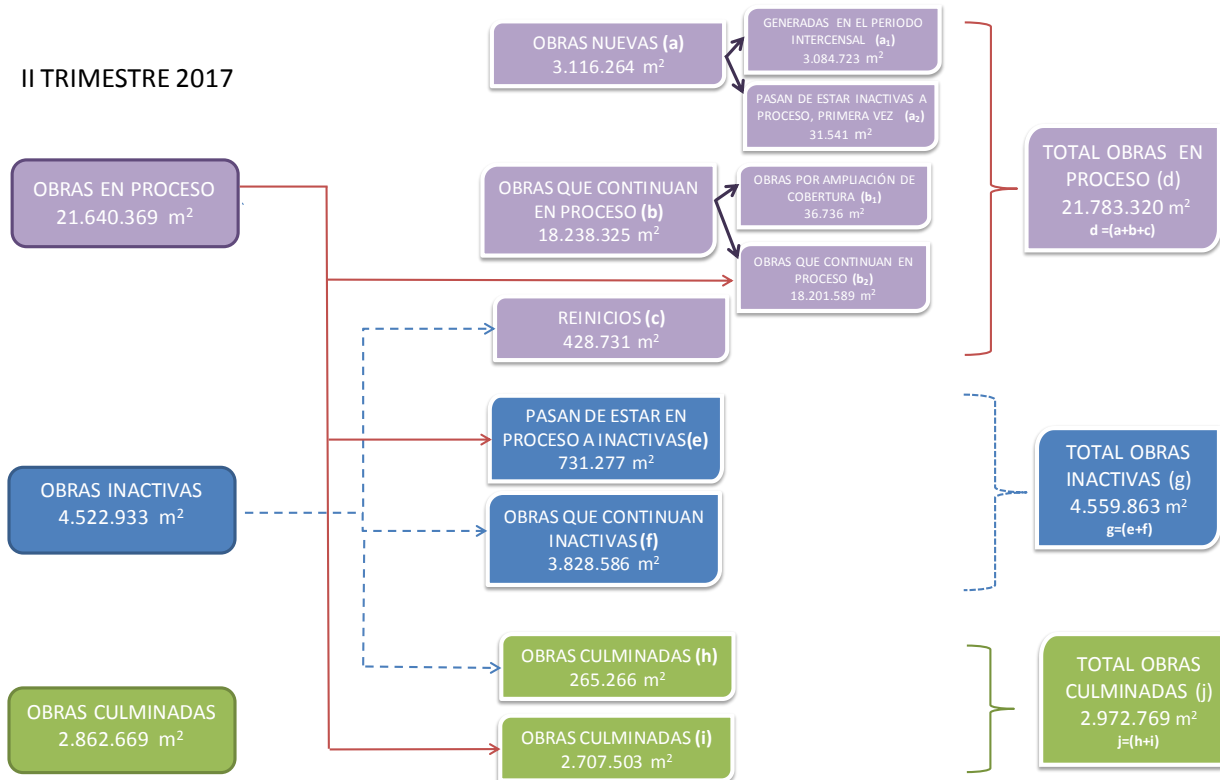 II TRIMESTRE 2017
OBRAS EN PROCESO
21.640.369 m²
OBRAS INACTIVAS
4.522.933 m²
OBRAS CULMINADAS
2.862.669 m²
OBRAS NUEVAS (a)
3.116.264 m²
GENERADAS EN EL PERIODO
INTERCENSAL (a₁)
3.084.723 m²
PASAN DE ESTAR INACTIVAS A
PROCESO, PRIMERA VEZ (a₂)
31.541 m²
OBRAS QUE CONTINUAN
EN PROCESO (b)
18.238.325 m²
OBRAS POR AMPLIACIÓN DE
COBERTURA (b₁)
36.736 m²
OBRAS QUE CONTINUAN EN
PROCESO (b₂)
18.201.589 m²
REINICIOS (c)
428.731 m²
PASAN DE ESTAR EN
PROCESO A INACTIVAS(e)
731.277 m²
OBRAS QUE CONTINUAN
INACTIVAS (f)
3.828.586 m²
OBRAS CULMINADAS (h)
265.266 m²
OBRAS CULMINADAS (i)
2.707.503 m²
TOTAL OBRAS EN
PROCESO (d)
21.783.320 m²
d =(a+b+c)
TOTAL OBRAS
INACTIVAS (g)
4.559.863 m²
g=(e+f)
TOTAL OBRAS
CULMINADAS (j)
2.972.769 m²
j=(h+i)